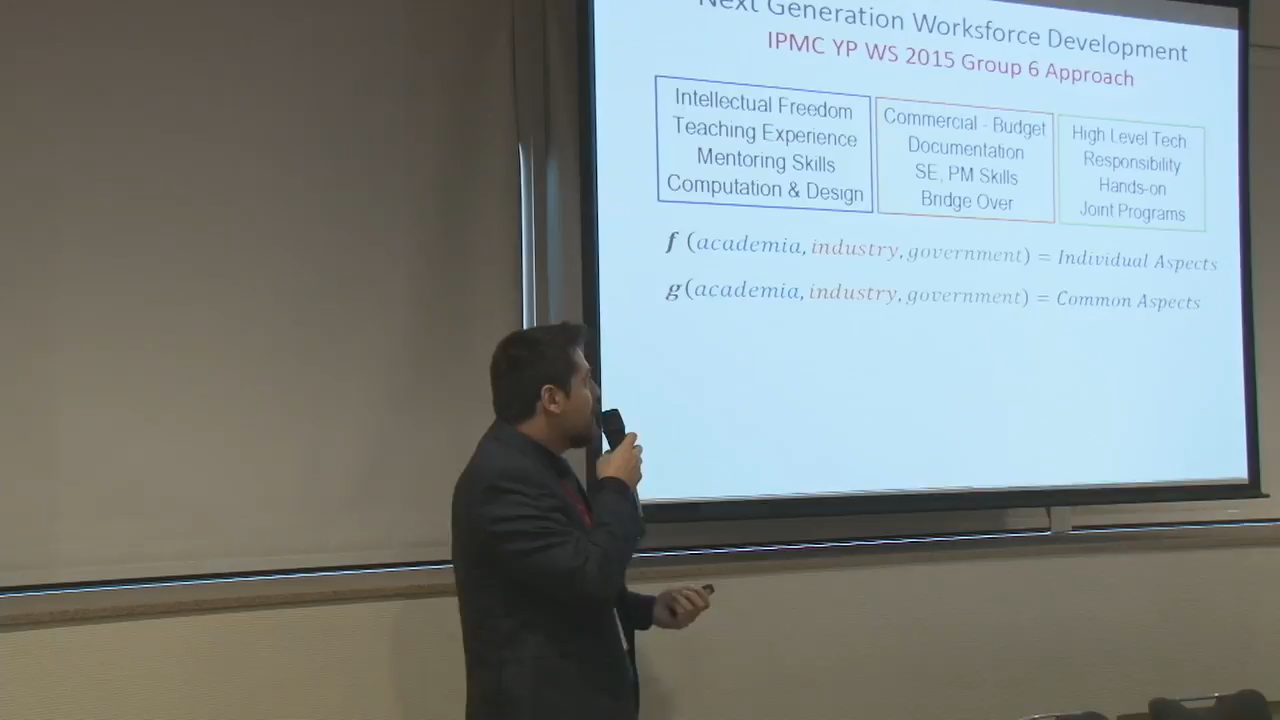 Next Generation Worksforce Development
IPMC YP WS 2015 Group 6 Approach
Intellectual Freedom
Teaching Experience
Mentoring Skills
Computation & Design
Commercial - Budget
Documentation
SE, PM Skills
Bridge Over
High Level Tech
Responsibility
Hands-on
Joint Programs
f (academia, industry, government) = Individual Aspects
g(academia, industry, government) = Common Aspects